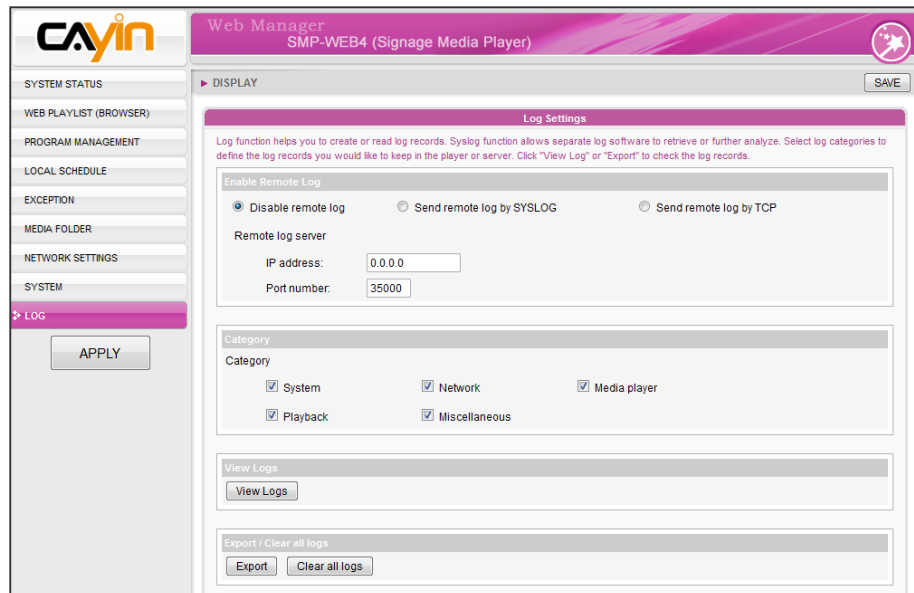 CAYIN
Web Manager
SMP-WEB4 (Signage Media Player)
SYSTEM STATUS
WEB PLAYLIST (BROWSER)
PROGRAM MANAGEMENT
LOCAL SCHEDULE
EXCEPTION
MEDIA FOLDER
NETWORK SETTINGS
SYSTEM
LOG
APPLY
DISPLAY
SAVE
Log Settings
Log function helps you to create or read log records. Syslog function allows separate log software to retrieve or further analyze. Select log categories to
define the log records you would like to keep in the player or server. Click "View Log" or "Export" to check the log records.
Enable Remote Log
Disable remote log Send remote log by SYSLOG Send remote log by TCP
Remote log server
IP address: 0.0.0.0
Port number: 35000
Category
Category
System Network Media player
Playback Miscellaneous
View Logs
View Logs
Export / Clear all logs
Export Clear all logs